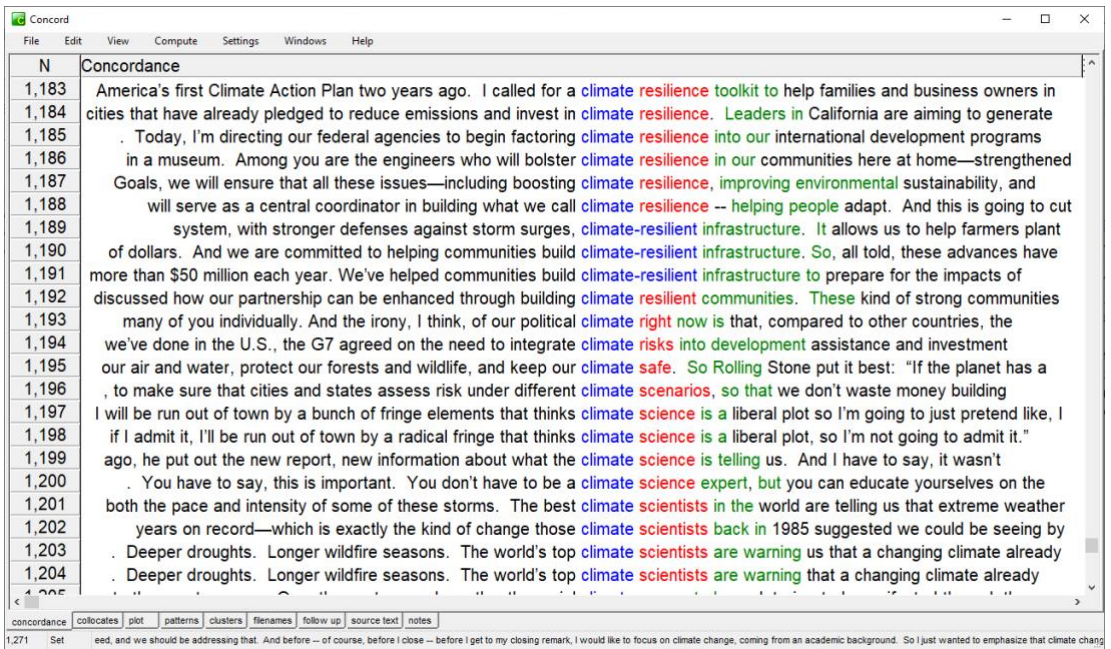 Concord
File Edit View Compute Settings Windows Help
N Concordance
1,183 America's first Climate Action Plan two years ago. I called for a climate resilience toolkit to help families and business owners in
1,184 cities that have already pledged to reduce emissions and invest in climate resilience. Leaders in California are aiming to generate
1,185 . Today, I'm directing our federal agencies to begin factoring climate resilience into our international development programs
1,186 in a museum. Among you are the engineers who will bolster climate resilience in our communities here at home—strengthened
1,187 Goals, we will ensure that all these issues—including boosting climate resilience, improving environmental sustainability, and
1,188 will serve as a central coordinator in building what we call climate resilience -- helping people adapt. And this is going to cut
1,189 system, with stronger defenses against storm surges, climate-resilient infrastructure. It allows us to help farmers plant
1,190 of dollars. And we are committed to helping communities build climate-resilient infrastructure. So, all told, these advances have
1,191 more than $50 million each year. We've helped communities build climate-resilient infrastructure to prepare for the impacts of
1,192 discussed how our partnership can be enhanced through building climate resilient communities. These kind of strong communities
1,193 many of you individually. And the irony, I think, of our political climate right now is that, compared to other countries, the
1,194 we've done in the U.S., the G7 agreed on the need to integrate climate risks into development assistance and investment
1,195 our air and water, protect our forests and wildlife, and keep our climate safe. So Rolling Stone put it best: “If the planet has a
1,196 , to make sure that cities and states assess risk under different climate scenarios, so that we don't waste money building
1,197 I will be run out of town by a bunch of fringe elements that thinks climate science is a liberal plot so I'm going to just pretend like, I
1,198 if I admit it, I'll be run out of town by a radical fringe that thinks climate science is a liberal plot, so I'm not going to admit it.”
1,199 ago, he put out the new report, new information about what the climate science is telling us. And I have to say, it wasn't
1,200 . You have to say, this is important. You don't have to be a climate science expert, but you can educate yourselves on the
1,201 both the pace and intensity of some of these storms. The best climate scientists in the world are telling us that extreme weather
1,202 years on record—which is exactly the kind of change those climate scientists back in 1985 suggested we could be seeing by
1,203 . Deeper droughts. Longer wildfire seasons. The world's top climate scientists are warning us that a changing climate already
1,204 . Deeper droughts. Longer wildfire seasons. The world's top climate scientists are warning that a changing climate already
concordance collocates plot patterns clusters filenames follow up source text notes
1,271 Set eed, and we should be addressing that. And before -- of course, before I close -- before I get to my closing remark, I would like to focus on climate change, coming from an academic background. So I just wanted to emphasize that climate chang